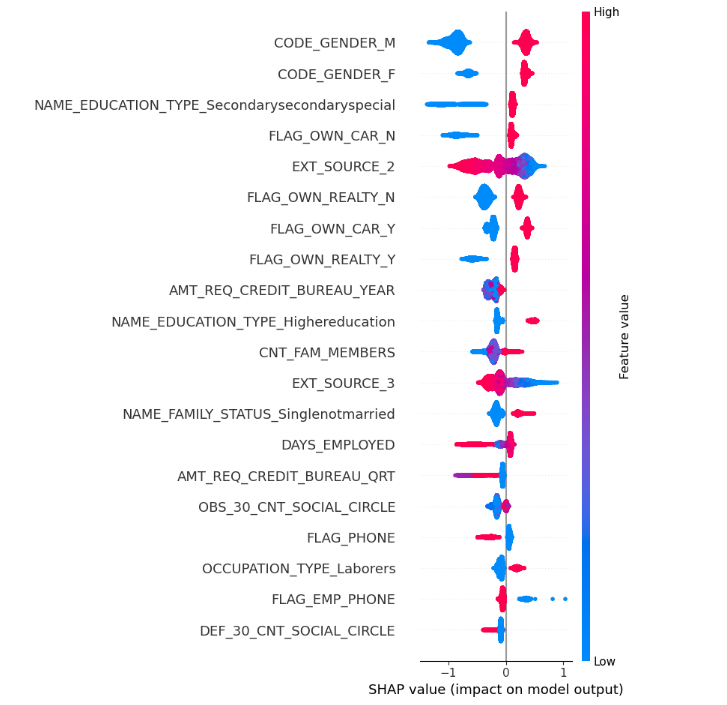 High
CODE_GENDER_M
CODE_GENDER_F
NAME_EDUCATION_TYPE_Secondarysecondaryspecial
FLAG_OWN_CAR_N
EXT_SOURCE_2
FLAG_OWN_REALTY_N
FLAG_OWN_CAR_Y
FLAG_OWN_REALTY_Y
AMT_REQ_CREDIT_BUREAU_YEAR
NAME_EDUCATION_TYPE_Highereducation
CNT_FAM_MEMBERS
EXT_SOURCE_3
NAME_FAMILY_STATUS_Singlenotmarried
DAYS_EMPLOYED
AMT_REQ_CREDIT_BUREAU_QRT
OBS_30_CNT_SOCIAL_CIRCLE
FLAG_PHONE
OCCUPATION_TYPE_Laborers
FLAG_EMP_PHONE
DEF_30_CNT_SOCIAL_CIRCLE
Feature value
Low
−1 0 1
SHAP value (impact on model output)